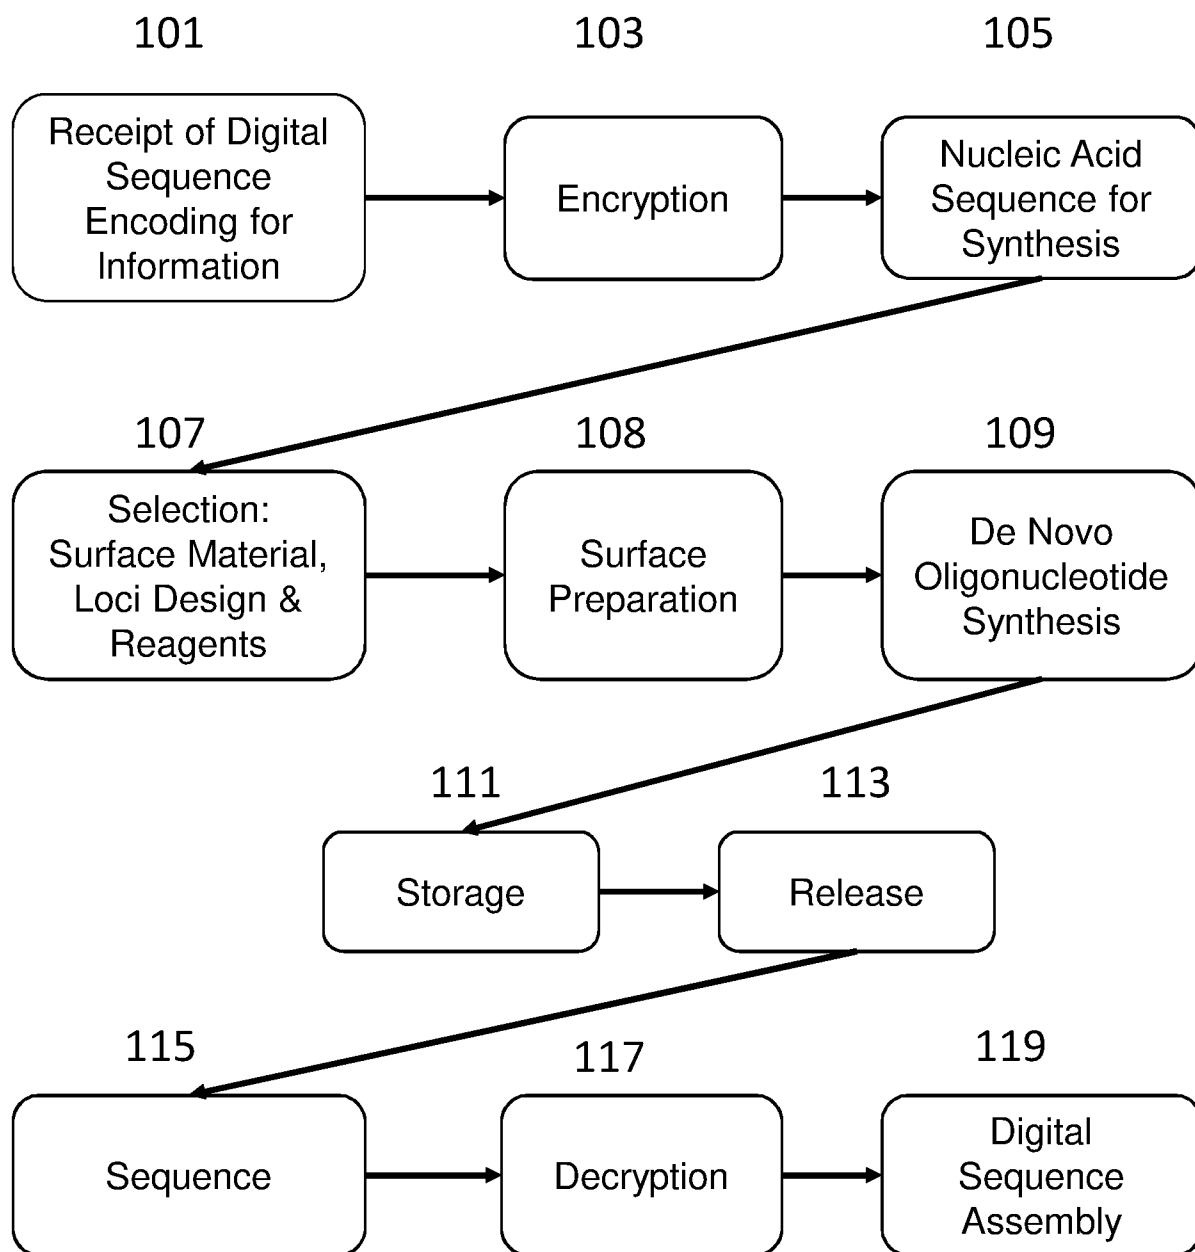 101
103
105
Receipt of Digital
Sequence
Encoding for
Information
Encryption
Nucleic Acid
Sequence for
Synthesis
107
108
109
Selection:
Surface Material,
Loci Design &
Reagents
Surface
Preparation
De Novo
Oligonucleotide
Synthesis
111
113
Storage
Release
115
117
119
Sequence
Decryption
Digital
Sequence
Assembly